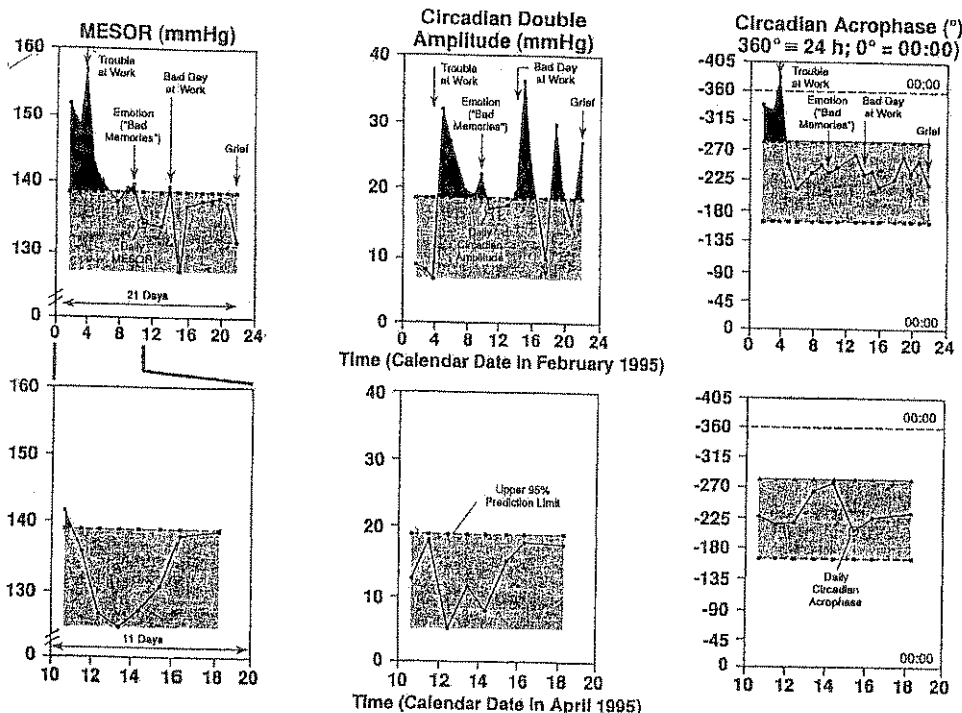 MESOR (mmHg)
160
150
140
130
0
Trouble
at Work
Bad Day
at Work
Emotion
("Bad
Memories")
Grief
Daily
MESOR
21 Days
0 4 8 12 16 20 24
Circadian Double
Amplitude (mmHg)
40
30
20
10
0
Trouble
at Work
Bad Day
at Work
Emotion
("Bad
Memories")
Grief
Daily
Circadian
Amplitude
0 4 8 12 16 20 24
Time (Calendar Date in February 1995)
Circadian Acrophase (°)
360° ≡ 24 h; 0° = 00:00)
-405
-360
-315
-270
-225
-180
-135
-90
-45
0
Trouble
at Work
00:00
Emotion
("Bad
Memories")
Bad Day
at Work
Grief
00:00
0 4 8 12 16 20 24
160
150
140
130
0
11 Days
10 12 14 16 18 20
40
30
20
10
0
Upper 95%
Prediction Limit
10 12 14 16 18 20
Time (Calendar Date in April 1995)
-405
-360
-315
-270
-225
-180
-135
-90
-45
0
00:00
Daily
Circadian
Acrophase
00:00
10 12 14 16 18 20